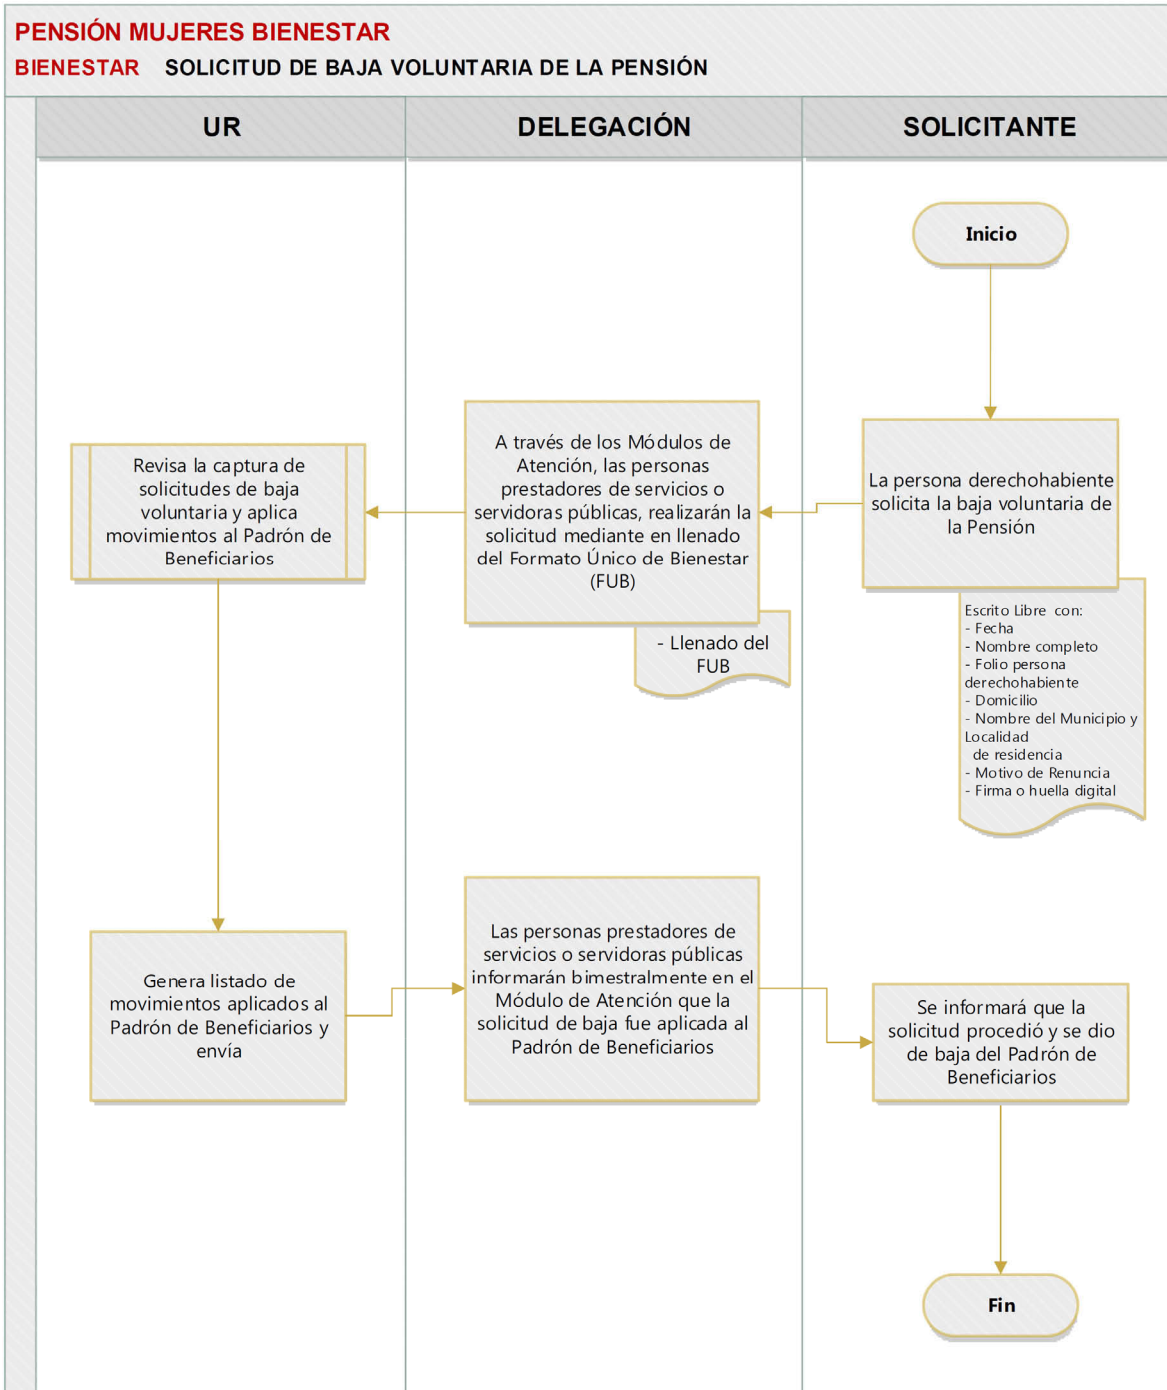 PENSIÓN MUJERES BIENESTAR
BIENESTAR SOLICITUD DE BAJA VOLUNTARIA DE LA PENSIÓN
UR
DELEGACIÓN
SOLICITANTE
Inicio
La persona derechohabiente
solicita la baja voluntaria de
la Pensión
Escrito Libre con:
- Fecha
- Nombre completo
- Folio persona
derechohabiente
- Domicilio
- Nombre del Municipio y
Localidad
de residencia
- Motivo de Renuncia
- Firma o huella digital
A través de los Módulos de
Atención, las personas
prestadores de servicios o
servidoras públicas, realizarán la
solicitud mediante en llenado
del Formato Único de Bienestar
(FUB)
- Llenado del
FUB
Revisa la captura de
solicitudes de baja
voluntaria y aplica
movimientos al Padrón de
Beneficiarios
Genera listado de
movimientos aplicados al
Padrón de Beneficiarios y
envía
Las personas prestadores de
servicios o servidoras públicas
informarán bimestralmente en el
Módulo de Atención que la
solicitud de baja fue aplicada al
Padrón de Beneficiarios
Se informará que la
solicitud procedió y se dio
de baja del Padrón de
Beneficiarios
Fin